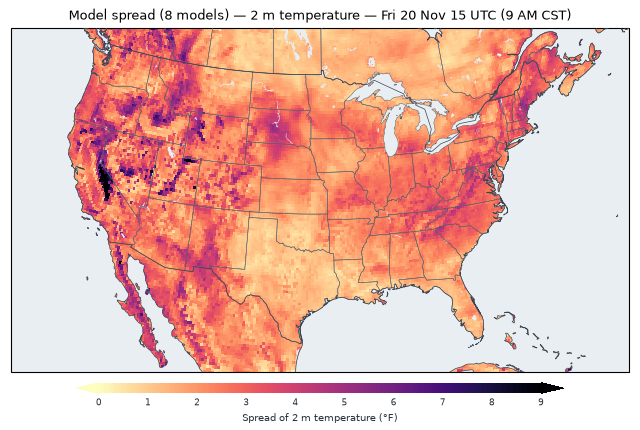 Model spread (8 models) — 2 m temperature — Fri 20 Nov 15 UTC (9 AM CST)
0 1 2 3 4 5 6 7 8 9
Spread of 2 m temperature (°F)